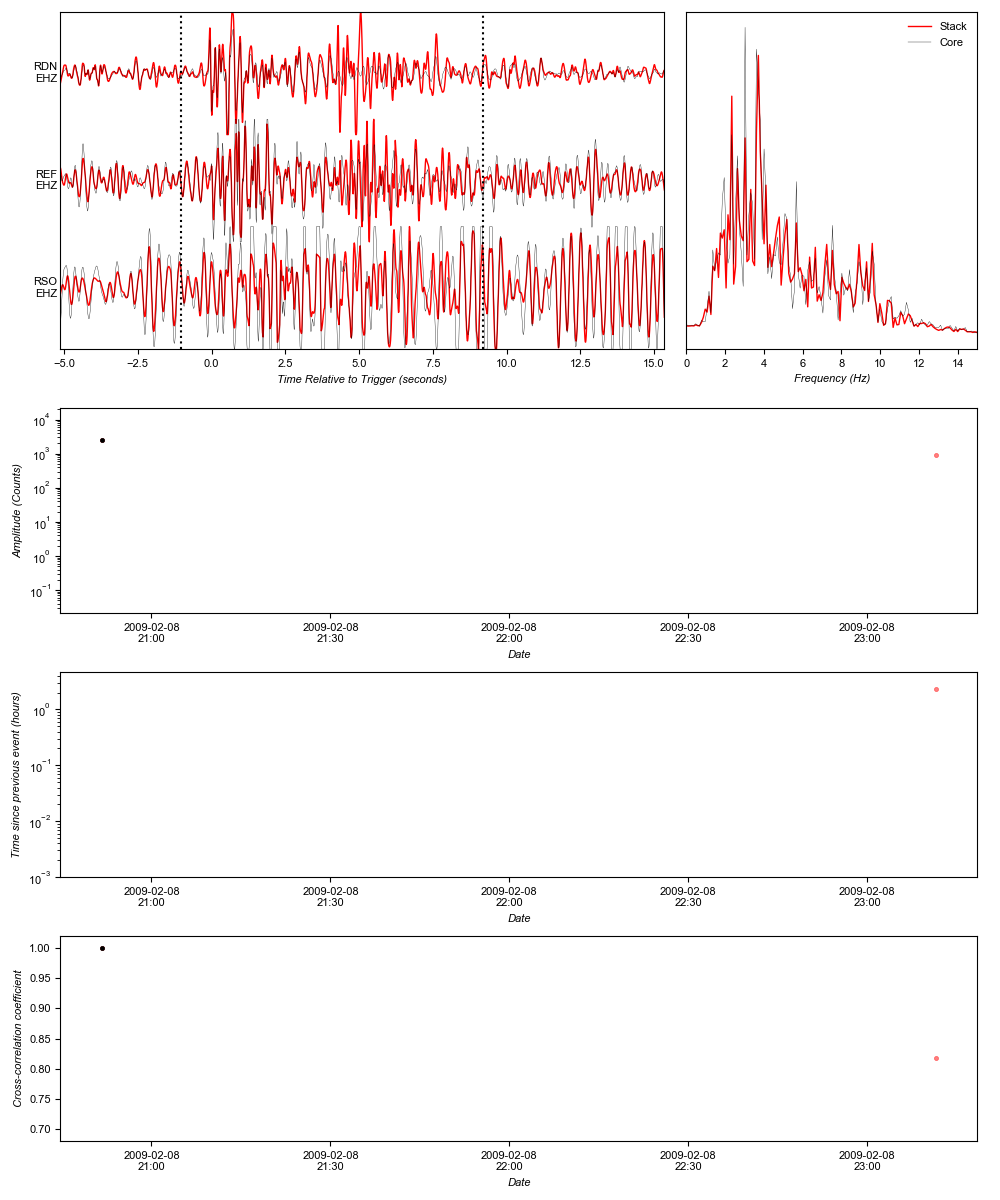 RDN
EHZ
REF
EHZ
RSO
EHZ
−5.0 −2.5 0.0 2.5 5.0 7.5 10.0 12.5 15.0
Time Relative to Trigger (seconds)
Stack
Core
0 2 4 6 8 10 12 14
Frequency (Hz)
10⁴
10³
10²
10¹
10⁰
10⁻¹
Amplitude (Counts)
2009-02-08 2009-02-08 2009-02-08 2009-02-08 2009-02-08
21:00 21:30 22:00 22:30 23:00
Date
10⁰
10⁻¹
10⁻²
10⁻³
Time since previous event (hours)
2009-02-08 2009-02-08 2009-02-08 2009-02-08 2009-02-08
21:00 21:30 22:00 22:30 23:00
Date
1.00
0.95
0.90
0.85
0.80
0.75
0.70
Cross-correlation coefficient
2009-02-08 2009-02-08 2009-02-08 2009-02-08 2009-02-08
21:00 21:30 22:00 22:30 23:00
Date